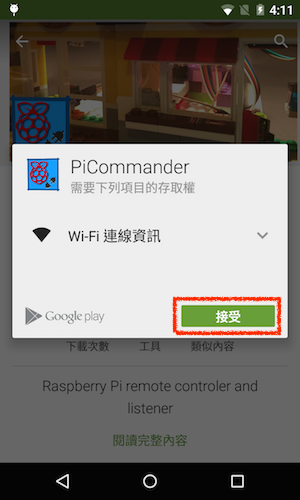 4:11
PiCommander
需要下列項目的存取權
Wi-Fi 連線資訊
Google play
接受
下載次數
工具
類似內容
Raspberry Pi remote controler and
listener
閱讀完整內容